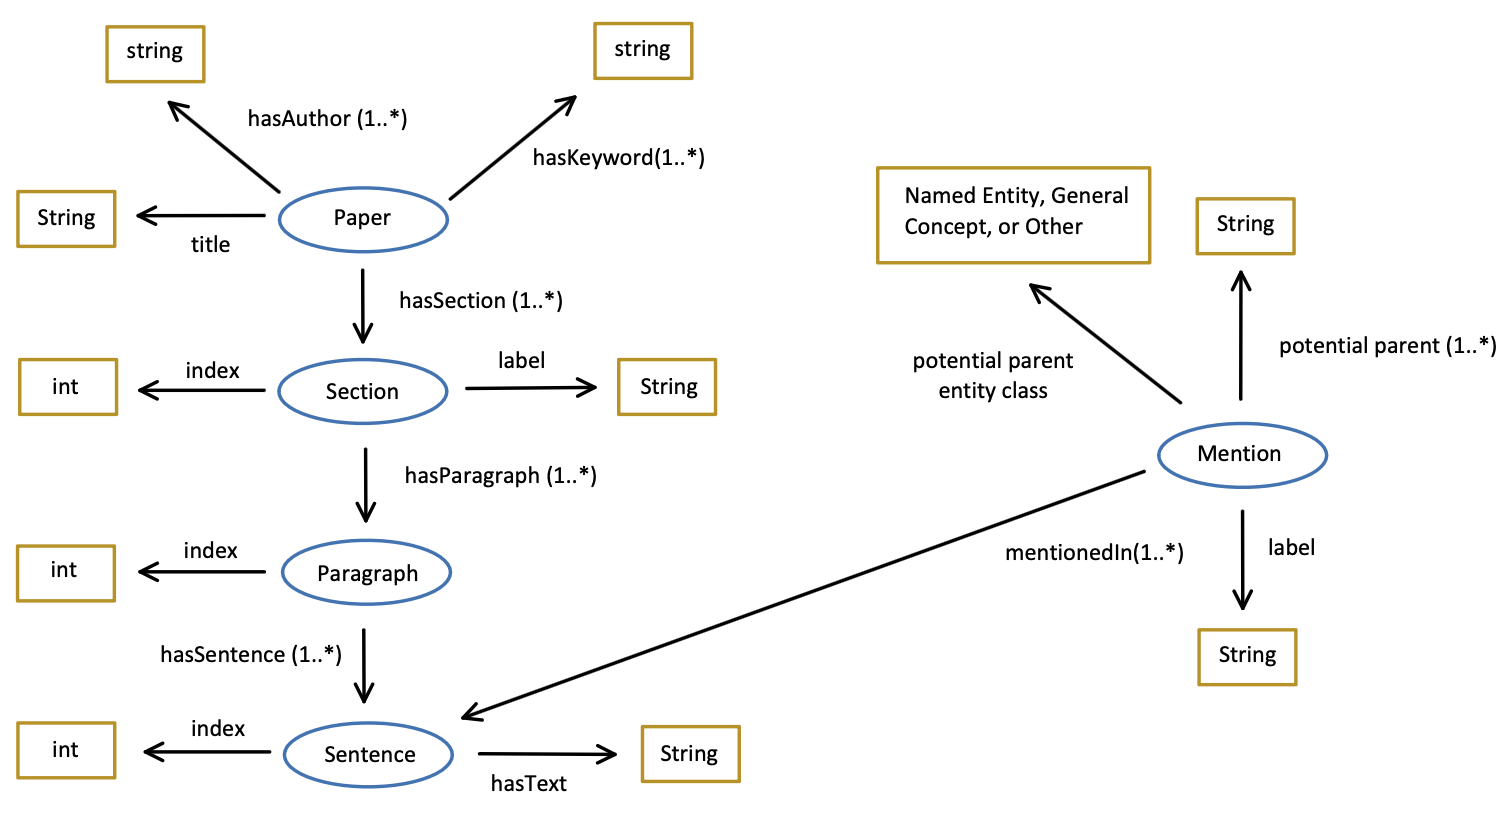 string
string
hasAuthor (1..*)
hasKeyword(1..*)
String
title
Paper
Named Entity, General
Concept, or Other
String
hasSection (1..*)
potential parent
entity class
potential parent (1..*)
int
index
Section
label
String
hasParagraph (1..*)
Mention
int
index
Paragraph
mentionedIn(1..*)
label
hasSentence (1..*)
String
int
index
Sentence
hasText
String